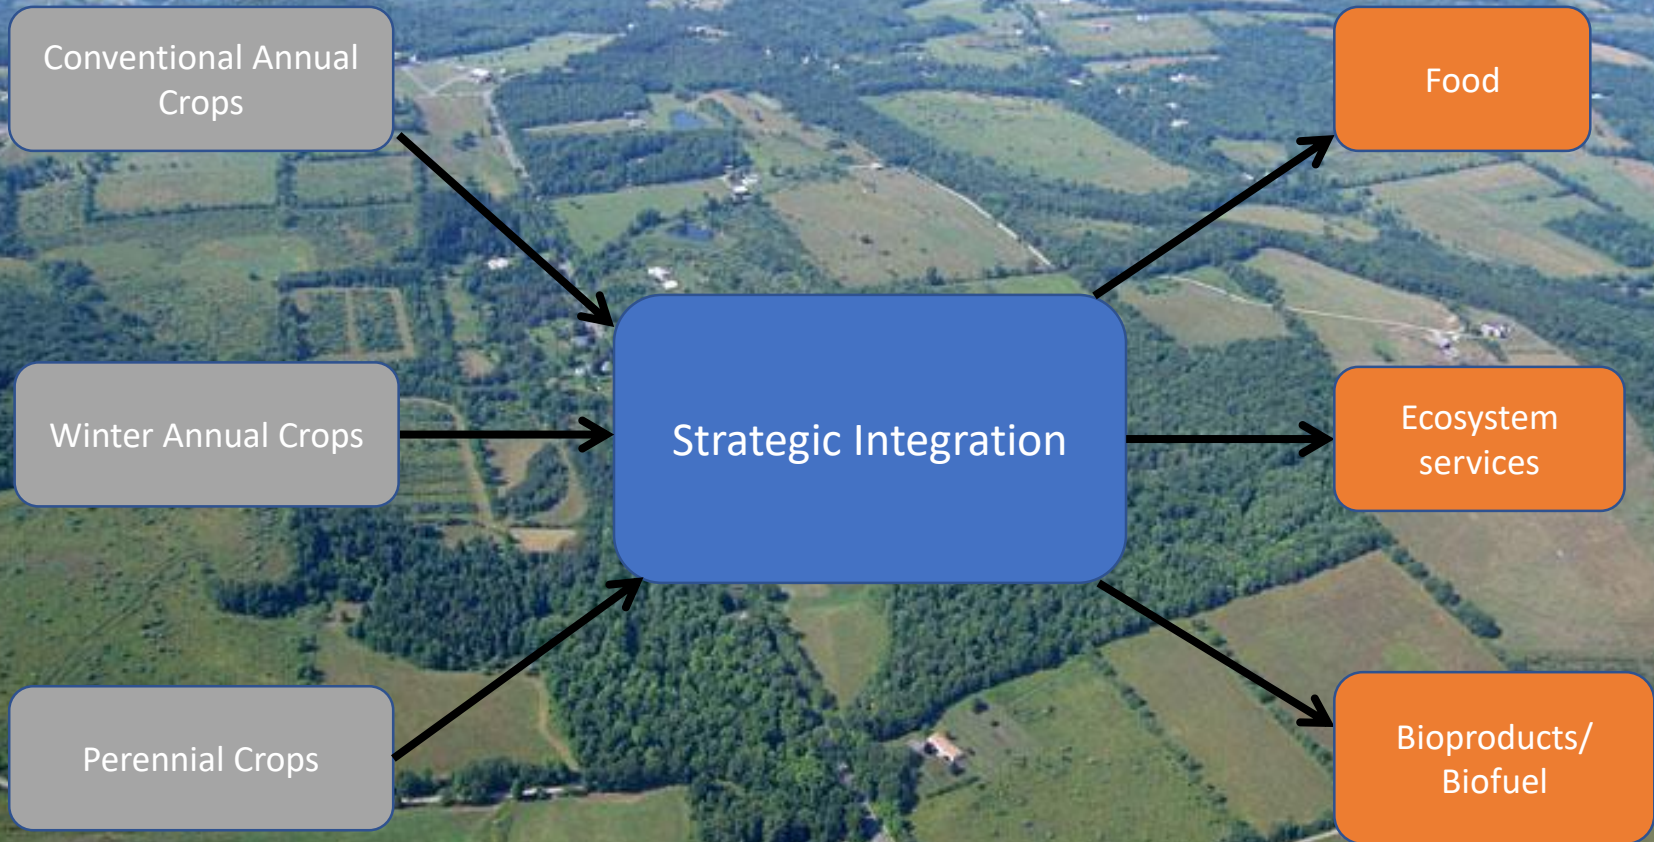 Conventional Annual
Crops
Food
Winter Annual Crops
Strategic Integration
Ecosystem
services
Perennial Crops
Bioproducts/
Biofuel